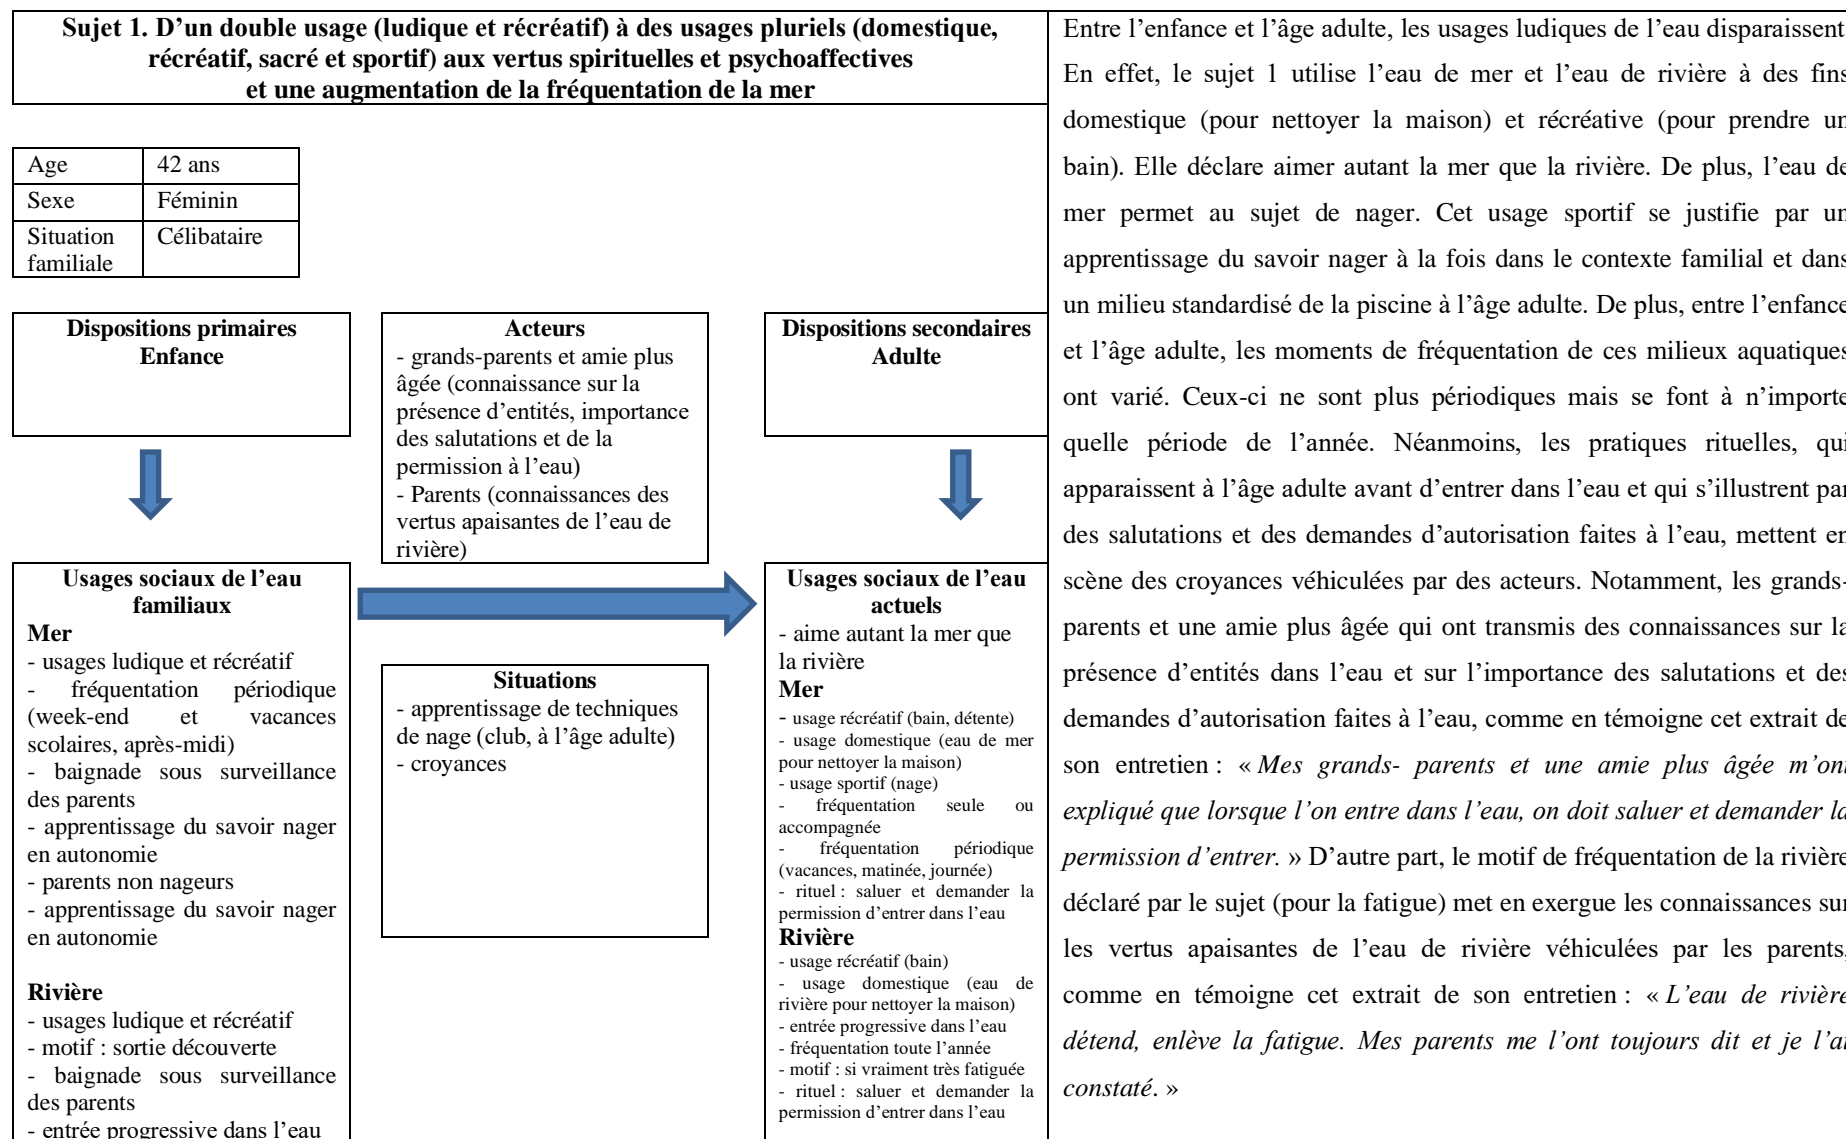 Sujet 1. D’un double usage (ludique et récréatif) à des usages pluriels (domestique,
récréatif, sacré et sportif) aux vertus spirituelles et psychoaffectives
et une augmentation de la fréquentation de la mer
Age 42 ans
Sexe Féminin
Situation familiale Célibataire
Dispositions primaires
Enfance
Acteurs
- grands-parents et amie plus
âgée (connaissance sur la
présence d’entités, importance
des salutations et de la
permission à l’eau)
- Parents (connaissances des
vertus apaisantes de l’eau de
rivière)
Dispositions secondaires
Adulte
Usages sociaux de l’eau
familiaux
Mer
- usages ludique et récréatif
- fréquentation périodique
(week-end et vacances
scolaires, après-midi)
- baignade sous surveillance
des parents
- apprentissage du savoir nager
en autonomie
- parents non nageurs
- apprentissage du savoir nager
en autonomie
Rivière
- usages ludique et récréatif
- motif : sortie découverte
- baignade sous surveillance
des parents
- entrée progressive dans l’eau
Situations
- apprentissage de techniques
de nage (club, à l’âge adulte)
- croyances
Usages sociaux de l’eau
actuels
- aime autant la mer que
la rivière
Mer
- usage récréatif (bain, détente)
- usage domestique (eau de mer
pour nettoyer la maison)
- usage sportif (nage)
- fréquentation seule ou
accompagnée
- fréquentation périodique
(vacances, matinée, journée)
- rituel : saluer et demander la
permission d’entrer dans l’eau
Rivière
- usage récréatif (bain)
- usage domestique (eau de
rivière pour nettoyer la maison)
- entrée progressive dans l’eau
- fréquentation toute l’année
- motif : si vraiment très fatiguée
- rituel : saluer et demander la
permission d’entrer dans l’eau
Entre l’enfance et l’âge adulte, les usages ludiques de l’eau disparaissent
En effet, le sujet 1 utilise l’eau de mer et l’eau de rivière à des fins
domestique (pour nettoyer la maison) et récréative (pour prendre un
bain). Elle déclare aimer autant la mer que la rivière. De plus, l’eau de
mer permet au sujet de nager. Cet usage sportif se justifie par un
apprentissage du savoir nager à la fois dans le contexte familial et dans
un milieu standardisé de la piscine à l’âge adulte. De plus, entre l’enfance
et l’âge adulte, les moments de fréquentation de ces milieux aquatiques
ont varié. Ceux-ci ne sont plus périodiques mais se font à n’importe
quelle période de l’année. Néanmoins, les pratiques rituelles, qui
apparaissent à l’âge adulte avant d’entrer dans l’eau et qui s’illustrent par
des salutations et des demandes d’autorisation faites à l’eau, mettent en
scène des croyances véhiculées par des acteurs. Notamment, les grands-
parents et une amie plus âgée qui ont transmis des connaissances sur la
présence d’entités dans l’eau et sur l’importance des salutations et des
demandes d’autorisation faites à l’eau, comme en témoigne cet extrait de
son entretien : « Mes grands- parents et une amie plus âgée m’ont
expliqué que lorsque l’on entre dans l’eau, on doit saluer et demander la
permission d’entrer. » D’autre part, le motif de fréquentation de la rivière
déclaré par le sujet (pour la fatigue) met en exergue les connaissances sur
les vertus apaisantes de l’eau de rivière véhiculées par les parents,
comme en témoigne cet extrait de son entretien : « L’eau de rivière
détend, enlève la fatigue. Mes parents me l’ont toujours dit et je l’ai
constaté. »